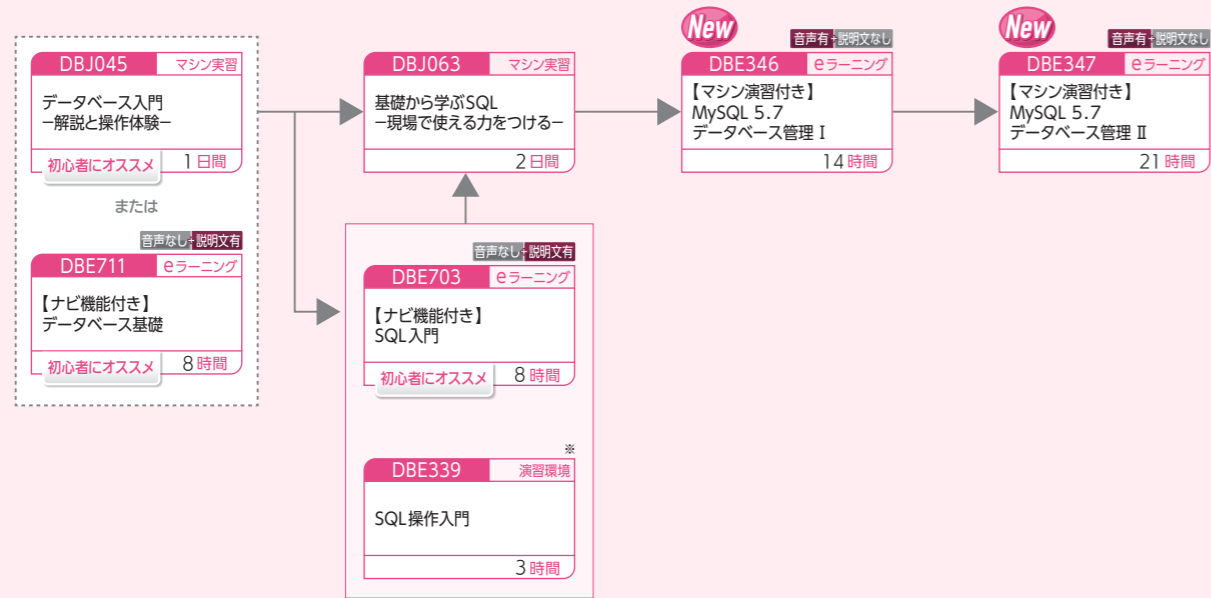 DBJ045 マシン実習
データベース入門
−解説と操作体験−
初心者にオススメ 1日間
または
音声なし+説明文有
DBE711 eラーニング
【ナビ機能付き】
データベース基礎
初心者にオススメ 8時間
DBJ063 マシン実習
基礎から学ぶSQL
−現場で使える力をつける−
2日間
音声なし+説明文有
DBE703 eラーニング
【ナビ機能付き】
SQL入門
初心者にオススメ 8時間
※
DBE339 演習環境
SQL操作入門
3時間
New
音声有+説明文なし
DBE346 eラーニング
【マシン演習付き】
MySQL 5.7
データベース管理 Ⅰ
14時間
New
音声有+説明文なし
DBE347 eラーニング
【マシン演習付き】
MySQL 5.7
データベース管理 Ⅱ
21時間